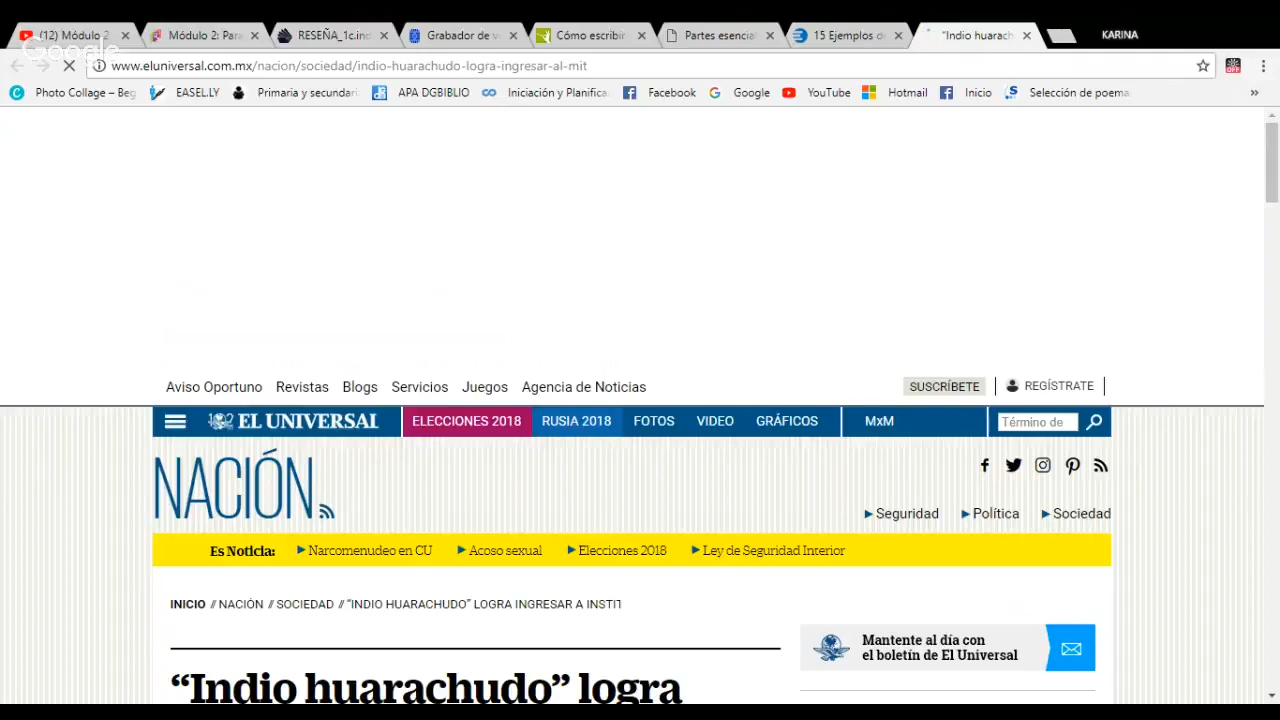 (12) Módulo 2 Módulo 2: Para RESEÑA_1c.ind Grabador de v Cómo escribir Partes esencial 15 Ejemplos de "Indio huarach KARINA
Google
www.eluniversal.com.mx/nacion/sociedad/indio-huarachudo-logra-ingresar-al-mit OFF
Photo Collage – Beg EASEL.LY Primaria y secundari APA DGBIBLIO Iniciación y Planifica Facebook Google YouTube Hotmail Inicio Selección de poema »
Aviso Oportuno Revistas Blogs Servicios Juegos Agencia de Noticias SUSCRÍBETE REGÍSTRATE
EL UNIVERSAL ELECCIONES 2018 RUSIA 2018 FOTOS VIDEO GRÁFICOS MxM Término de
NACIÓN
Seguridad Política Sociedad
Es Noticia: Narcomenudeo en CU Acoso sexual Elecciones 2018 Ley de Seguridad Interior
INICIO // NACIÓN // SOCIEDAD // “INDIO HUARACHUDO” LOGRA INGRESAR A INSTIT
Mantente al día con
el boletín de El Universal
“Indio huarachudo” logra